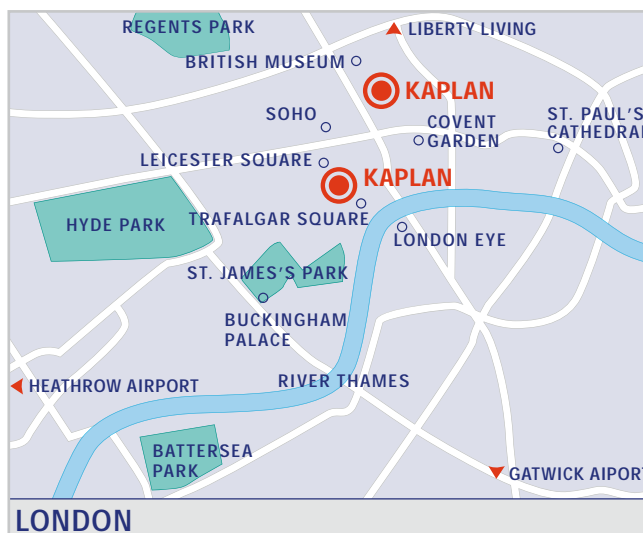 REGENTS PARK
LIBERTY LIVING
BRITISH MUSEUM
KAPLAN
SOHO
COVENT
GARDEN
ST. PAUL'S
CATHEDRAL
LEICESTER SQUARE
KAPLAN
HYDE PARK
TRAFALGAR SQUARE
LONDON EYE
ST. JAMES'S PARK
BUCKINGHAM
PALACE
RIVER THAMES
HEATHROW AIRPORT
BATTERSEA
PARK
GATWICK AIPORT
LONDON